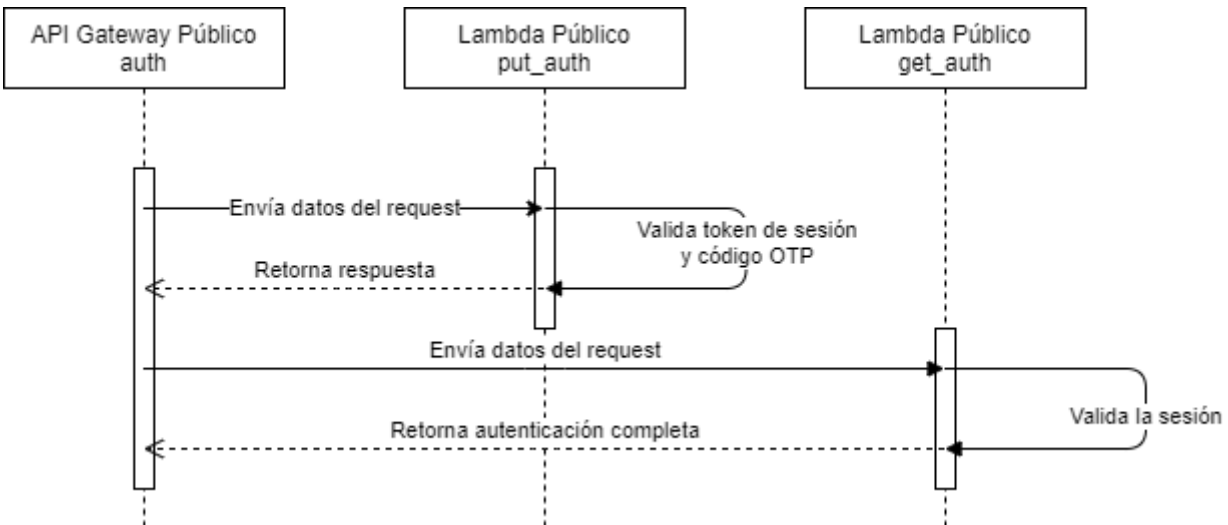 API Gateway Público
auth
Lambda Público
put_auth
Lambda Público
get_auth
Envía datos del request
Valida token de sesión
y código OTP
Retorna respuesta
Envía datos del request
Valida la sesión
Retorna autenticación completa